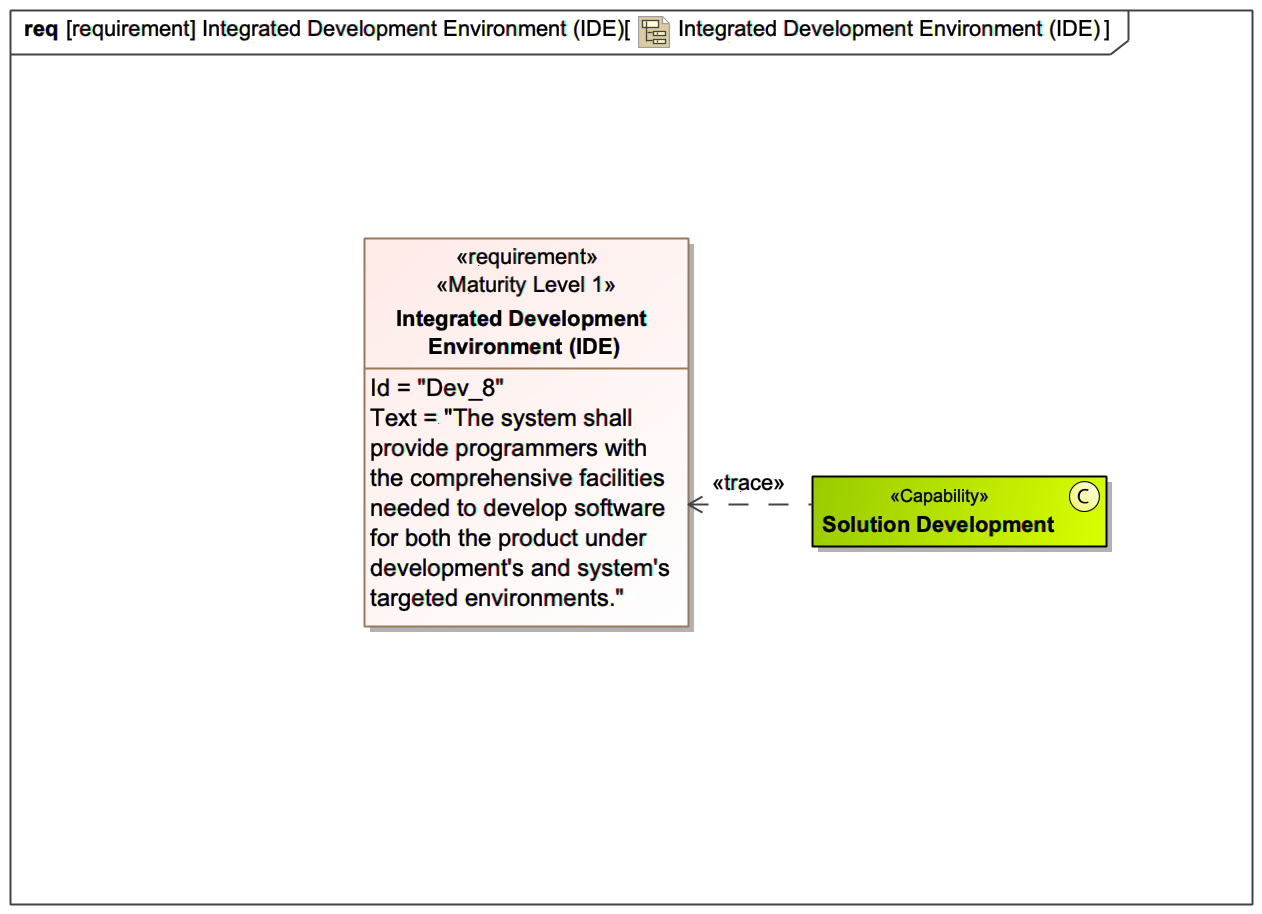 req [requirement] Integrated Development Environment (IDE)[ Integrated Development Environment (IDE) ]
«requirement»
«Maturity Level 1»
Integrated Development
Environment (IDE)
Id = "Dev_8"
Text = "The system shall
provide programmers with
the comprehensive facilities
needed to develop software
for both the product under
development's and system's
targeted environments."
«trace»
«Capability»
C
Solution Development